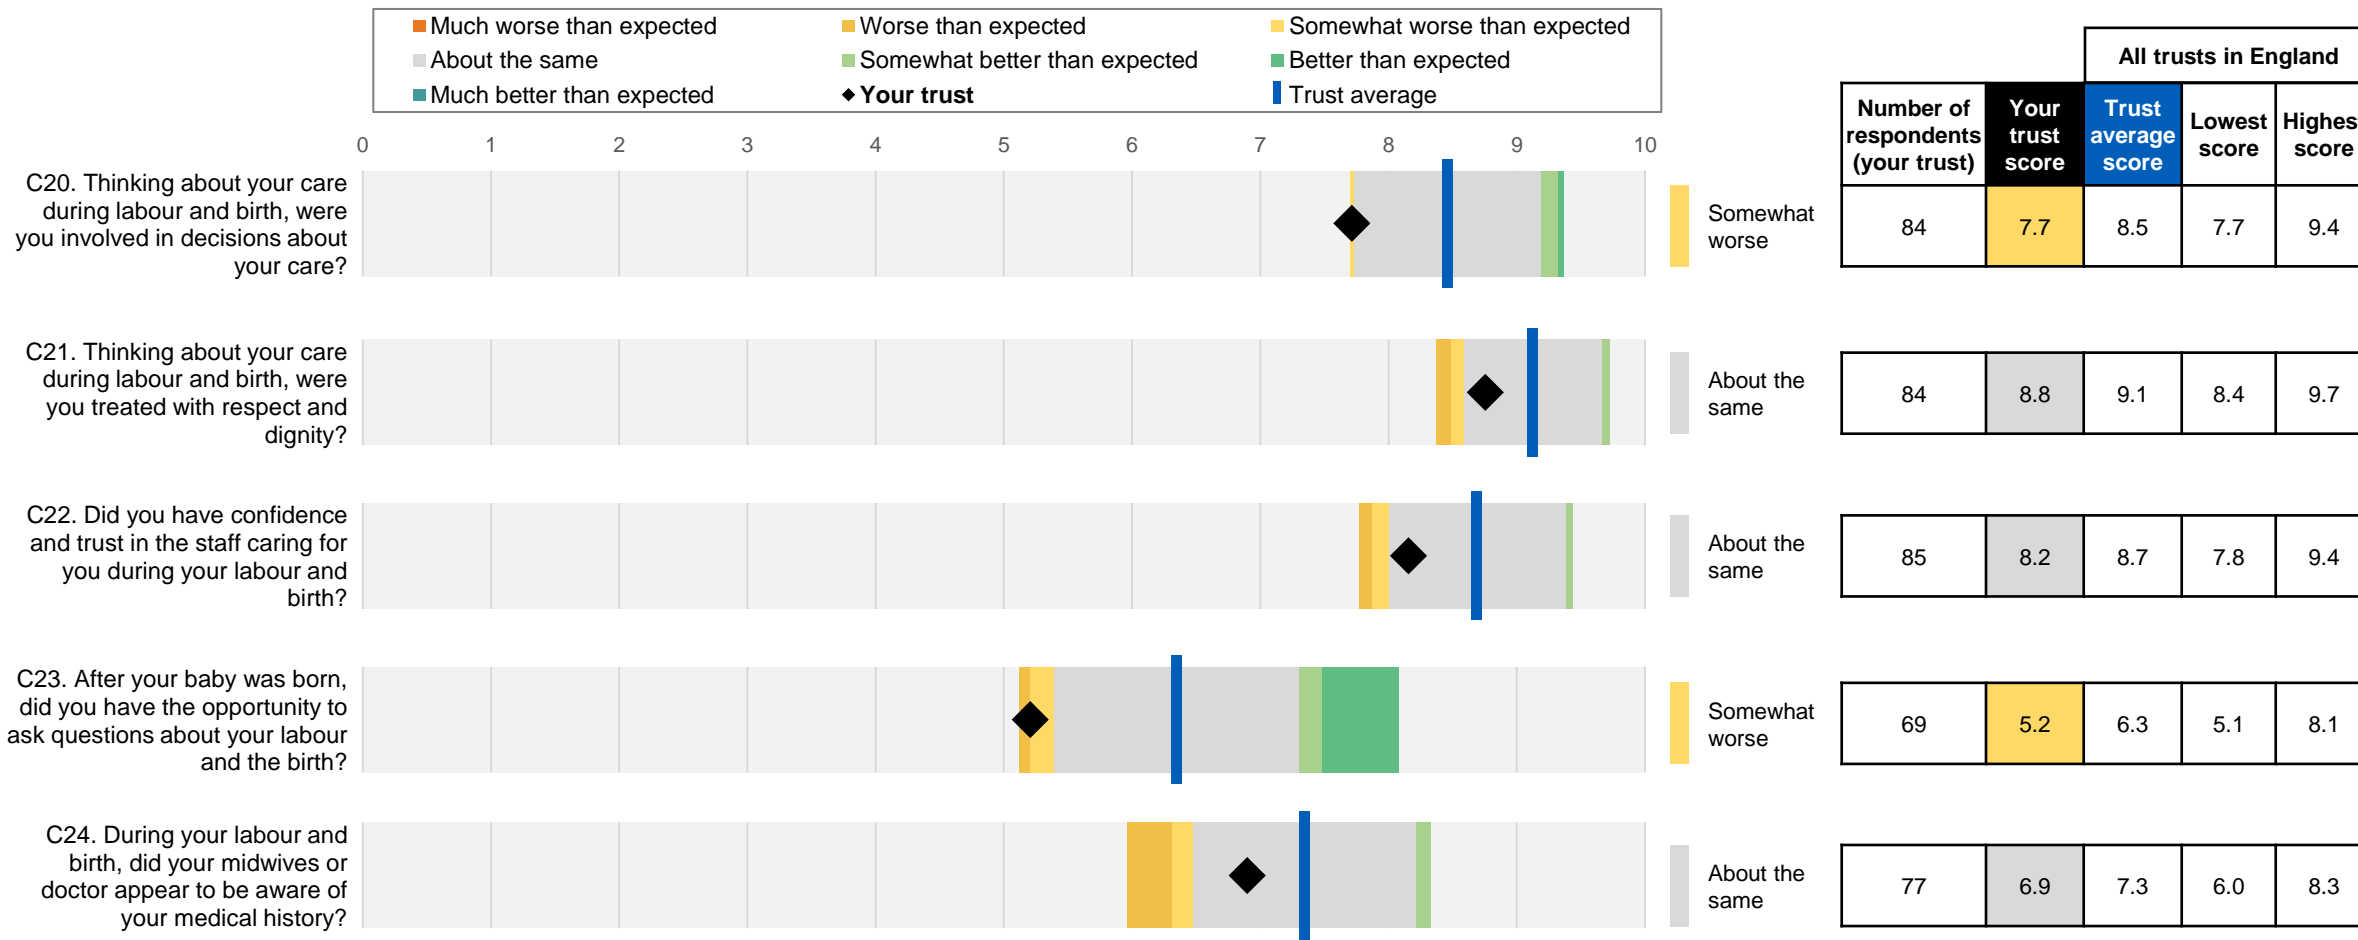 Much worse than expected
Worse than expected
Somewhat worse than expected
About the same
Somewhat better than expected
Better than expected
Much better than expected
Your trust
Trust average
All trusts in England
Number of
respondents
(your trust)
Your
trust
score
Trust
average
score
Lowest
score
Highes
score
0 1 2 3 4 5 6 7 8 9 10
C20. Thinking about your care
during labour and birth, were
you involved in decisions about
your care?
Somewhat
worse
84 7.7 8.5 7.7 9.4
C21. Thinking about your care
during labour and birth, were
you treated with respect and
dignity?
About the
same
84 8.8 9.1 8.4 9.7
C22. Did you have confidence
and trust in the staff caring for
you during your labour and
birth?
About the
same
85 8.2 8.7 7.8 9.4
C23. After your baby was born,
did you have the opportunity to
ask questions about your labour
and the birth?
Somewhat
worse
69 5.2 6.3 5.1 8.1
C24. During your labour and
birth, did your midwives or
doctor appear to be aware of
your medical history?
About the
same
77 6.9 7.3 6.0 8.3